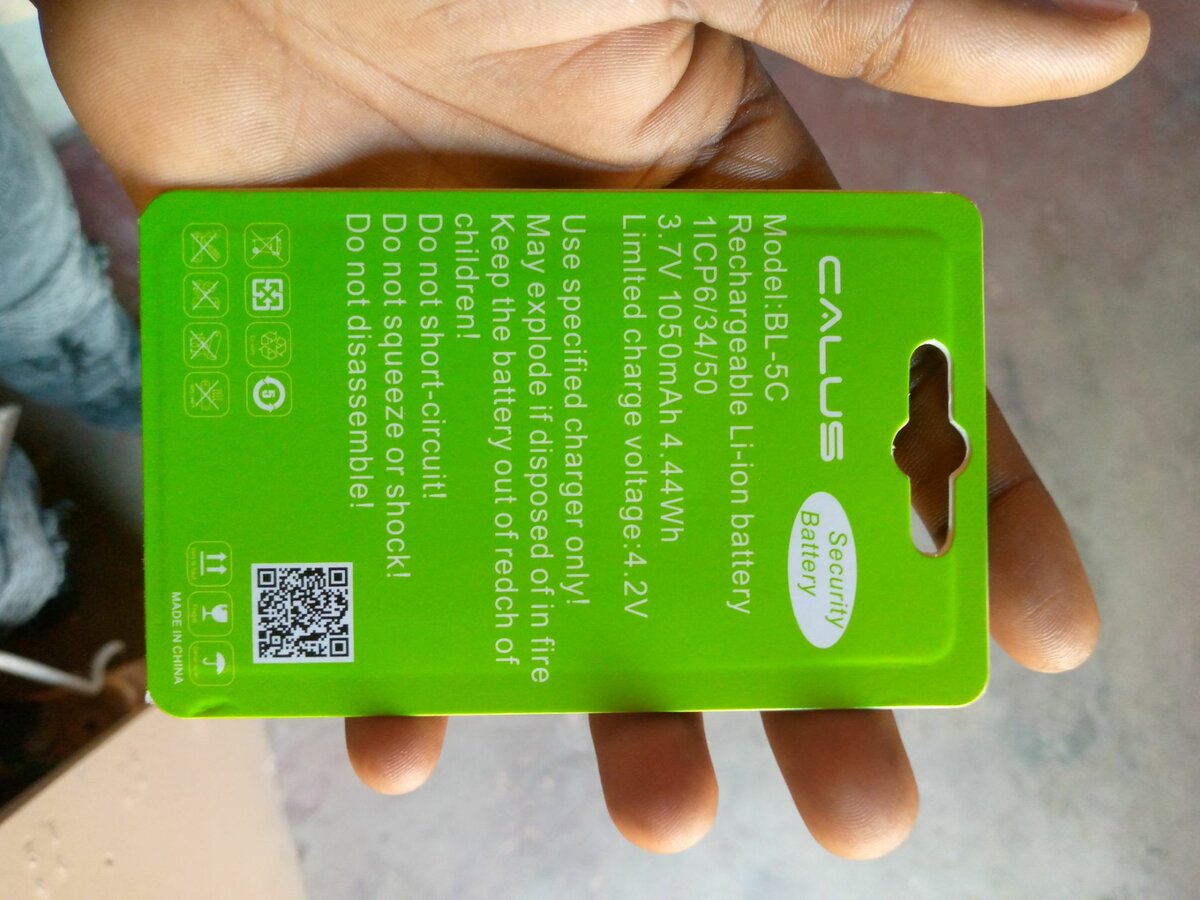 CALUS
Security
Battery
Model:BL-5C
Rechargeable Li-ion battery
1ICP6/34/50
3.7V 1050mAh 4.44Wh
LimIted charge voltage:4.2V
Use specified charger only!
May explode if disposed of in fire
Keep the battery out of redch of
children!
Do not short-circuit!
Do not squeeze or shock!
Do not disassemble!
5
MADE IN CHINA